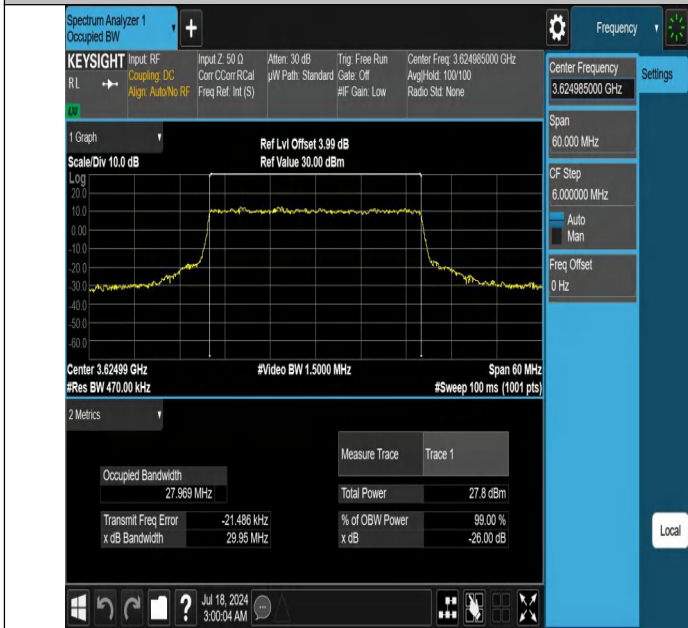 Spectrum Analyzer 1
Occupied BW
Frequency
KEYSIGHT
RL
LXI
Input: RF
Coupling: DC
Align: Auto/No RF
Input Z: 50 Ω
Corr CCorr RCal
Freq Ref: Int (S)
Atten: 30 dB
µW Path: Standard
Trig: Free Run
Gate: Off
#IF Gain: Low
Center Freq: 3.624985000 GHz
Avg|Hold: 100/100
Radio Std: None
Center Frequency
3.624985000 GHz
Settings
Span
60.000 MHz
CF Step
6.000000 MHz
Auto
Man
Freq Offset
0 Hz
1 Graph
Scale/Div 10.0 dB
Ref Lvl Offset 3.99 dB
Ref Value 30.00 dBm
Log
20.0
10.0
0.00
-10.0
-20.0
-30.0
-40.0
-50.0
-60.0
Center 3.62499 GHz
#Video BW 1.5000 MHz
Span 60 MHz
#Res BW 470.00 kHz
#Sweep 100 ms (1001 pts)
2 Metrics
Measure Trace
Trace 1
Occupied Bandwidth
27.969 MHz
Total Power
27.8 dBm
Transmit Freq Error
-21.486 kHz
% of OBW Power
99.00 %
x dB Bandwidth
29.95 MHz
x dB
-26.00 dB
Local
?
Jul 18, 2024
3:00:04 AM